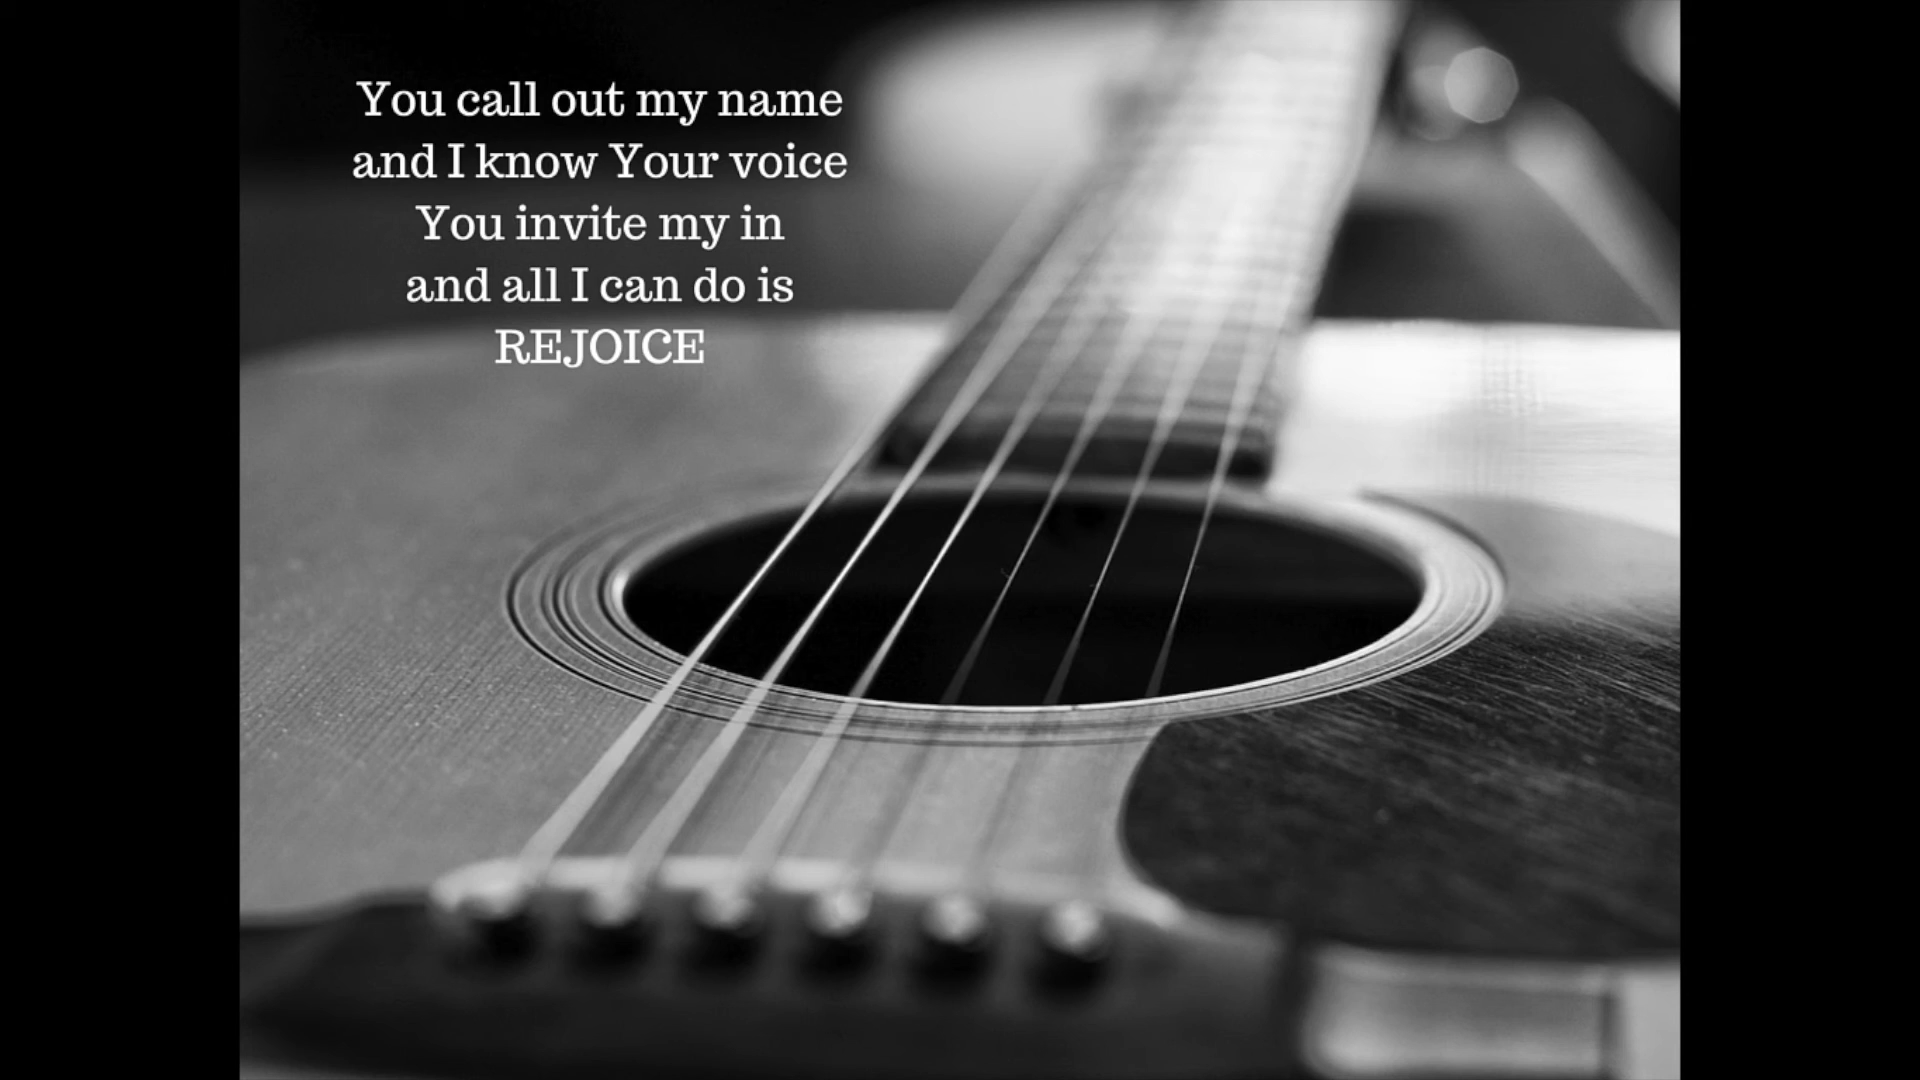 You call out my name
and I know Your voice
You invite my in
and all I can do is
REJOICE